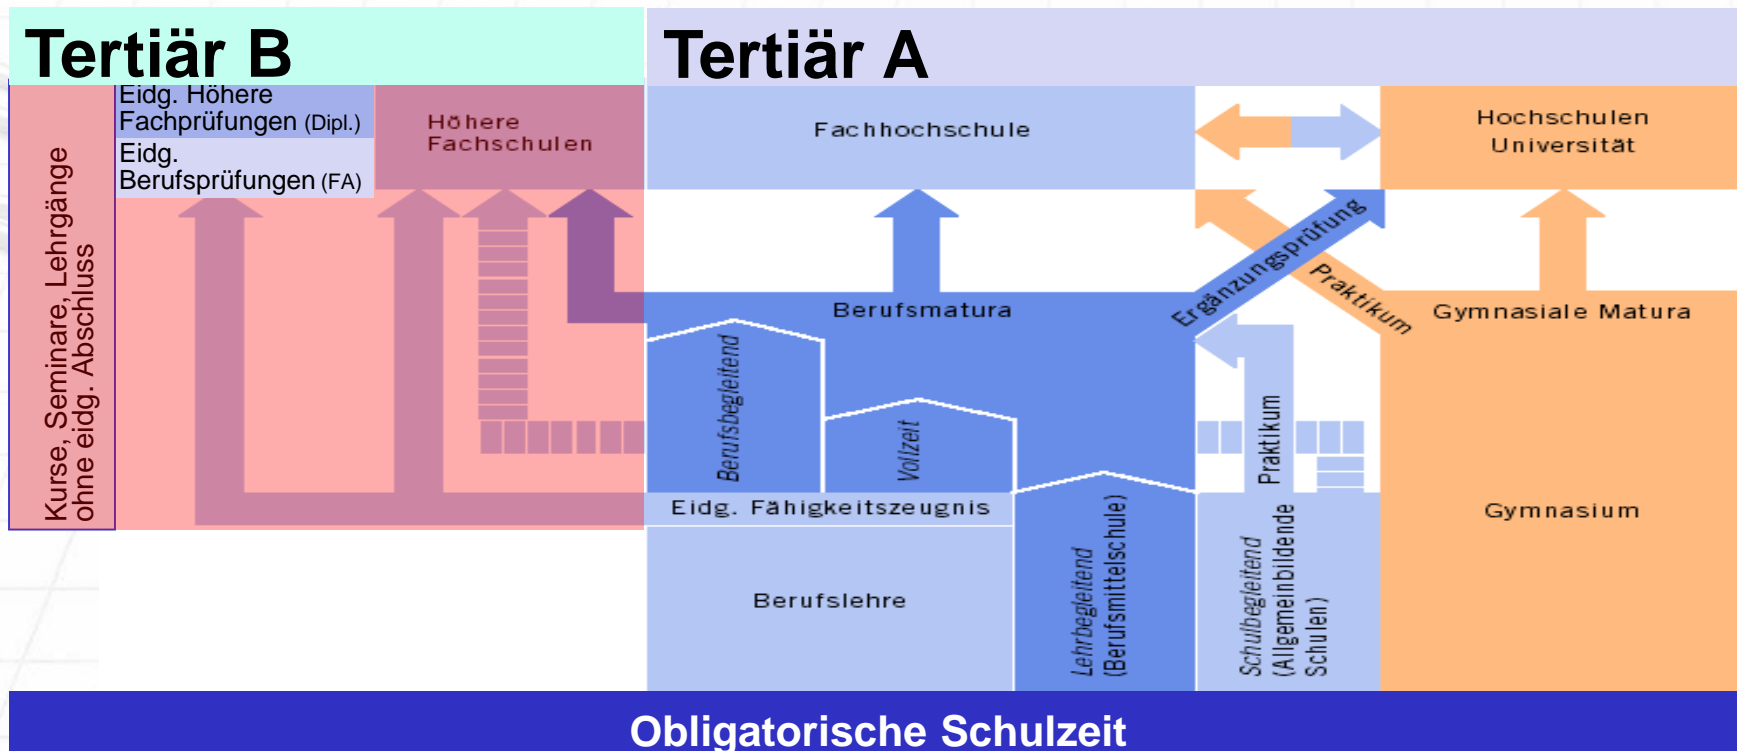 Tertiär B
Tertiär A
Eidg. Höhere
Fachprüfungen (Dipl.)
Eidg.
Berufsprüfungen (FA)
Höhere
Fachschulen
Fachhochschule
Hochschulen
Universität
Kurse, Seminare, Lehrgänge
ohne eidg. Abschluss
Ergänzungsprüfung
Praktikum
Berufsmatura
Gymnasiale Matura
Berufsbegleitend
Vollzeit
Praktikum
Eidg. Fähigkeitszeugnis
Gymnasium
Berufslehre
Lehrbegleitend
(Berufsmittelschule)
Schulbegleitend
(Allgemeinbildende
Schulen)
Obligatorische Schulzeit